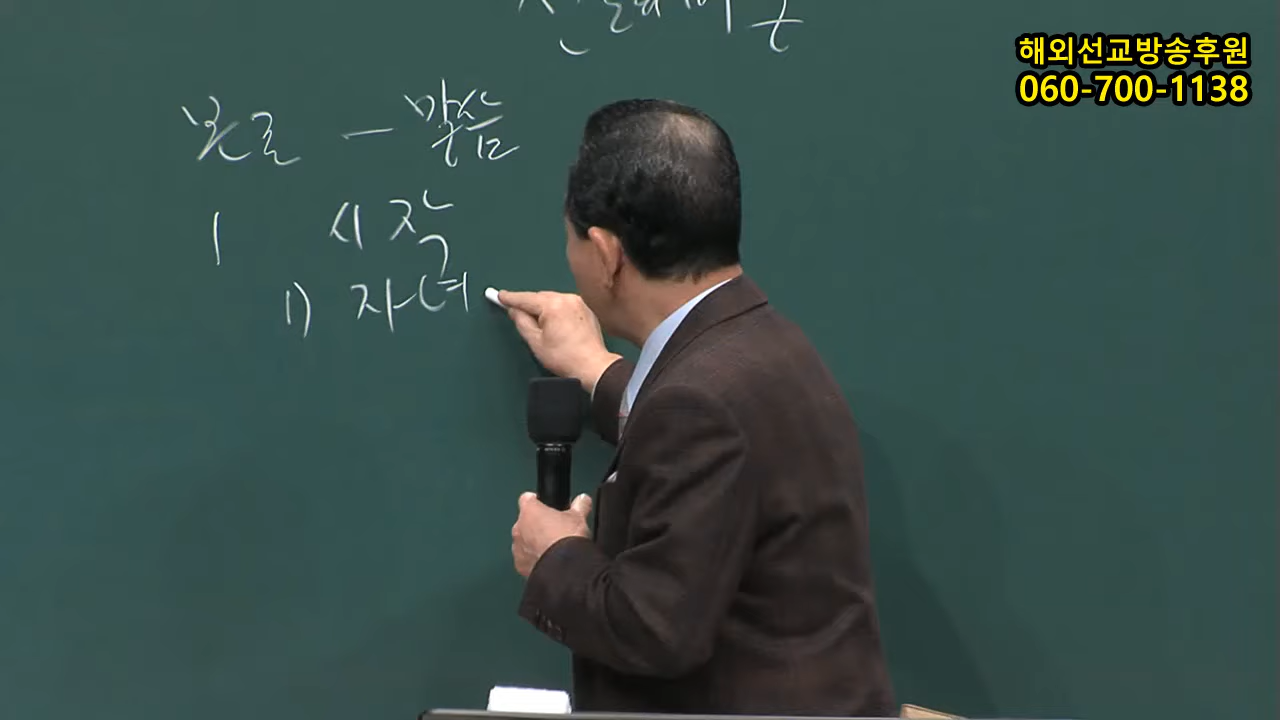 해외선교방송후원
060-700-1138
본론 - 말씀
1 시작
1) 자녀